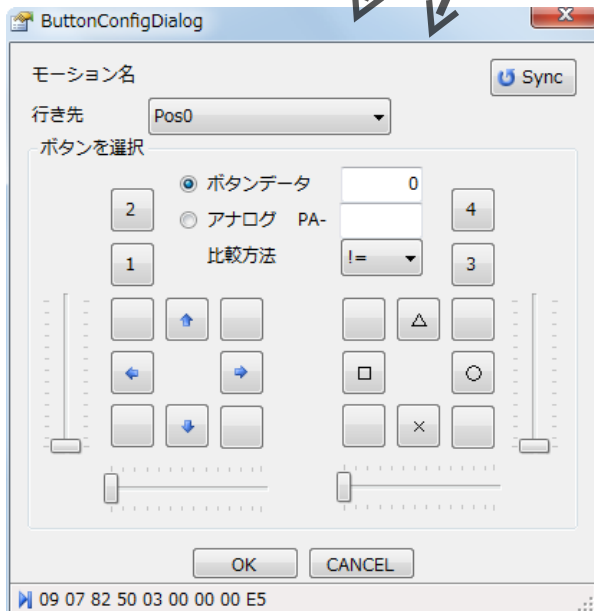 ButtonConfigDialog
x
モーション名
Sync
行き先 Pos0
ボタンを選択
ボタンデータ 0
2
4
アナログ PA-
比較方法 !=
1
3
△
□
○
×
OK CANCEL
09 07 82 50 03 00 00 00 E5